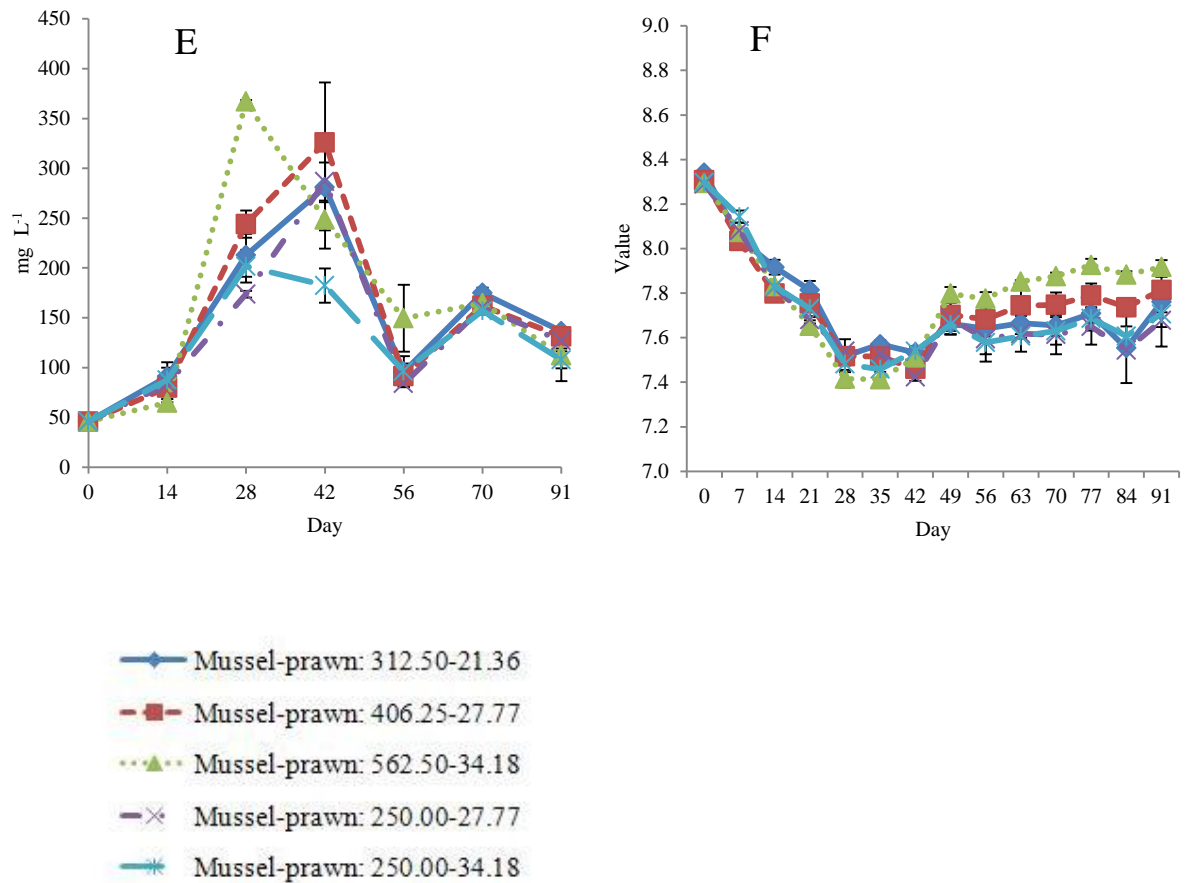 E
450
400
350
300
250
200
150
100
50
0
mg L-1
0 14 28 42 56 70 91
Day
F
9.0
8.8
8.6
8.4
8.2
8.0
7.8
7.6
7.4
7.2
7.0
Value
0 7 14 21 28 35 42 49 56 63 70 77 84 91
Day
Mussel-prawn: 312.50-21.36
Mussel-prawn: 406.25-27.77
Mussel-prawn: 562.50-34.18
Mussel-prawn: 250.00-27.77
Mussel-prawn: 250.00-34.18